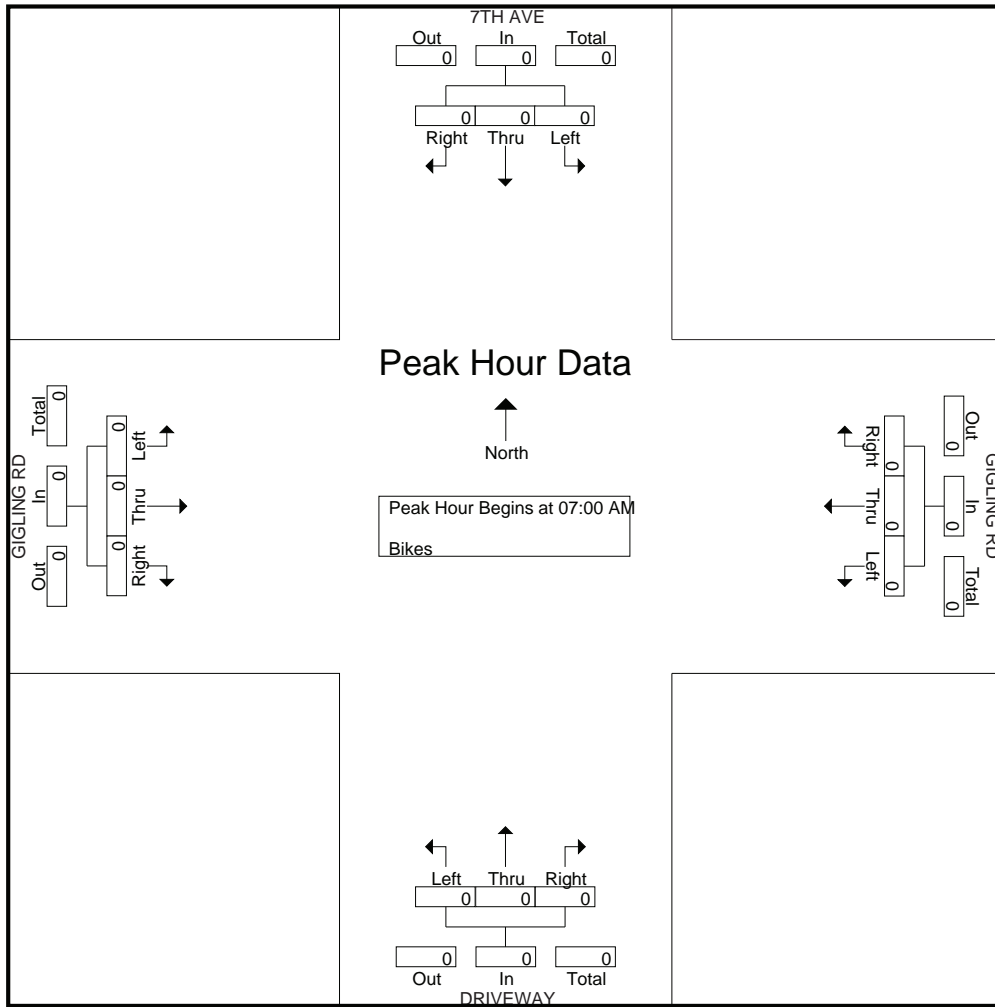 7TH AVE
Out In Total
0 0 0
0 0 0
Right Thru Left
Peak Hour Data
North
Peak Hour Begins at 07:00 AM
Bikes
GIGLING RD
Out In Total
0 0 0
0 0 0
Right Thru Left
GIGLING RD
Total In Out
0 0 0
0 0 0
Left Thru Right
Left Thru Right
0 0 0
0 0 0
Out In Total
DRIVEWAY